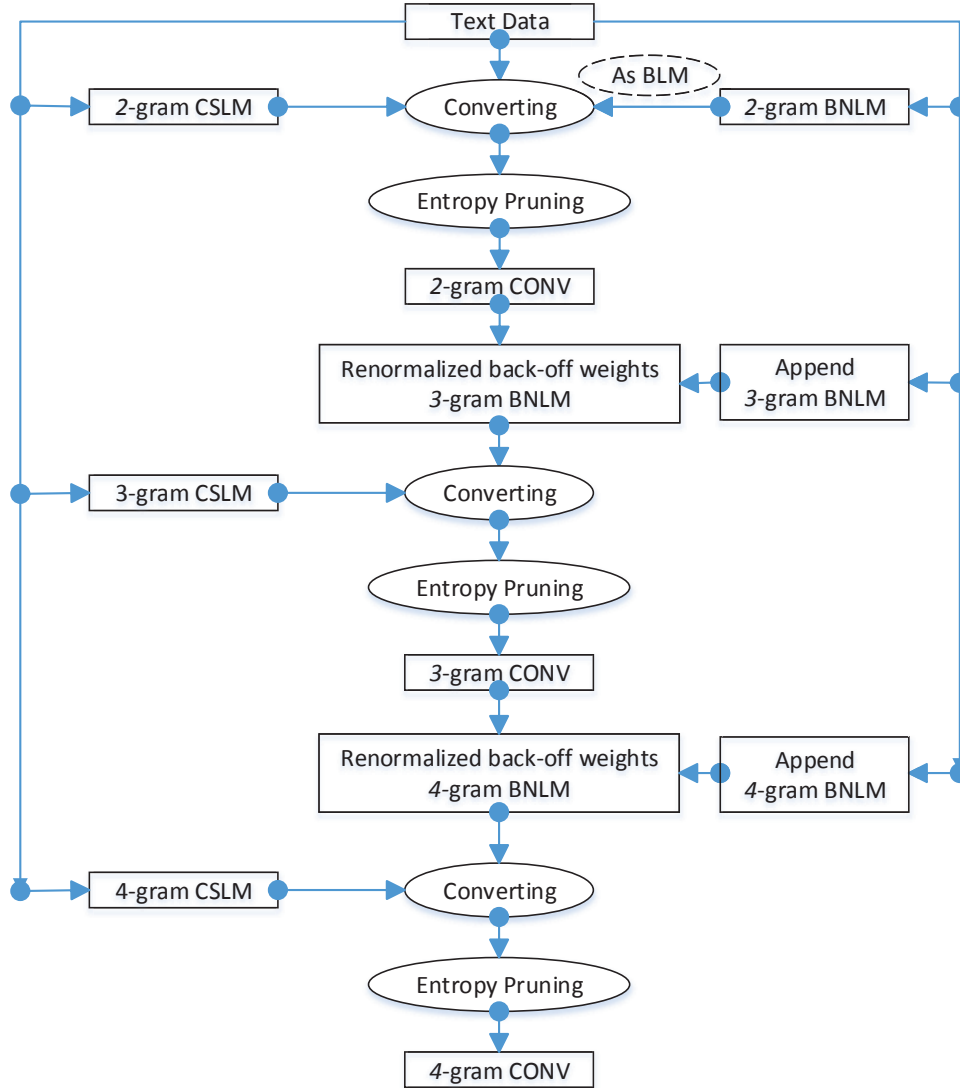 Text Data
As BLM
2-gram CSLM
Converting
2-gram BNLM
Entropy Pruning
2-gram CONV
Renormalized back-off weights
3-gram BNLM
Append
3-gram BNLM
3-gram CSLM
Converting
Entropy Pruning
3-gram CONV
Renormalized back-off weights
4-gram BNLM
Append
4-gram BNLM
4-gram CSLM
Converting
Entropy Pruning
4-gram CONV